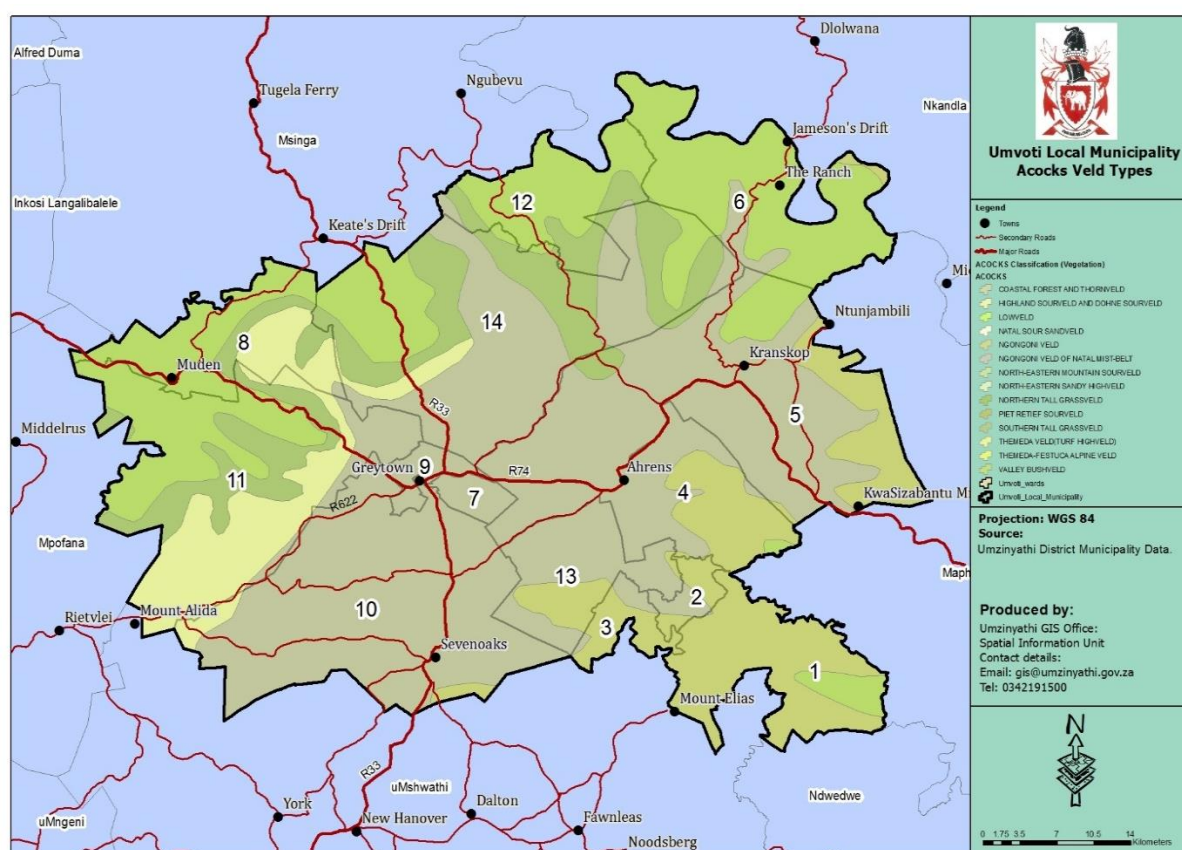 Umvoti Local Municipality
Acocks Veld Types
Legend
Towns
Secondary Roads
Major Roads
ACOCKS Classifcation (Vegetation)
ACOCKS
COASTAL FOREST AND THORNVELD
HIGHLAND SOURVELD AND DOHNE SOURVELD
LOWVELD
NATAL SOUR SANDVELD
NGONGONI VELD
NGONGONI VELD OF NATAL MIST-BELT
NORTH-EASTERN MOUNTAIN SOURVELD
NORTH-EASTERN SANDY HIGHVELD
NORTHERN TALL GRASSVELD
PIET RETIEF SOURVELD
SOUTHERN TALL GRASSVELD
THEMEDA VELD(TURF HIGHVELD)
THEMEDA-FESTUCA ALPINE VELD
VALLEY BUSHVELD
Umvoti_wards
Umvoti_Local_Municipality
Projection: WGS 84
Source:
Umzinyathi District Municipality Data.
Produced by:
Umzinyathi GIS Office:
Spatial Information Unit
Contact details:
Email: gis@umzinyathi.gov.za
Tel: 0342191500
N
0 1.75 3.5 7 10.5 14
Kilometers
Dlolwana
Alfred Duma
Ngubevu
Tugela Ferry
Nkandla
Msinga
Jameson's Drift
The Ranch
Inkosi Langalibalele
12
6
Keate's Drift
Ntunjambili
14
8
Kranskop
Muden
R33
5
Middelrus
Greytown
9
R74
Ahrens
11
7
4
R622
KwaSizabantu Mi
Mpofana
Maph
13
2
10
3
Mount Alida
Rietvlei
Sevenoaks
1
Mount Elias
R33
uMshwathi
Ndwedwe
York
Dalton
uMngeni
New Hanover
Fawnleas
Noodsberg